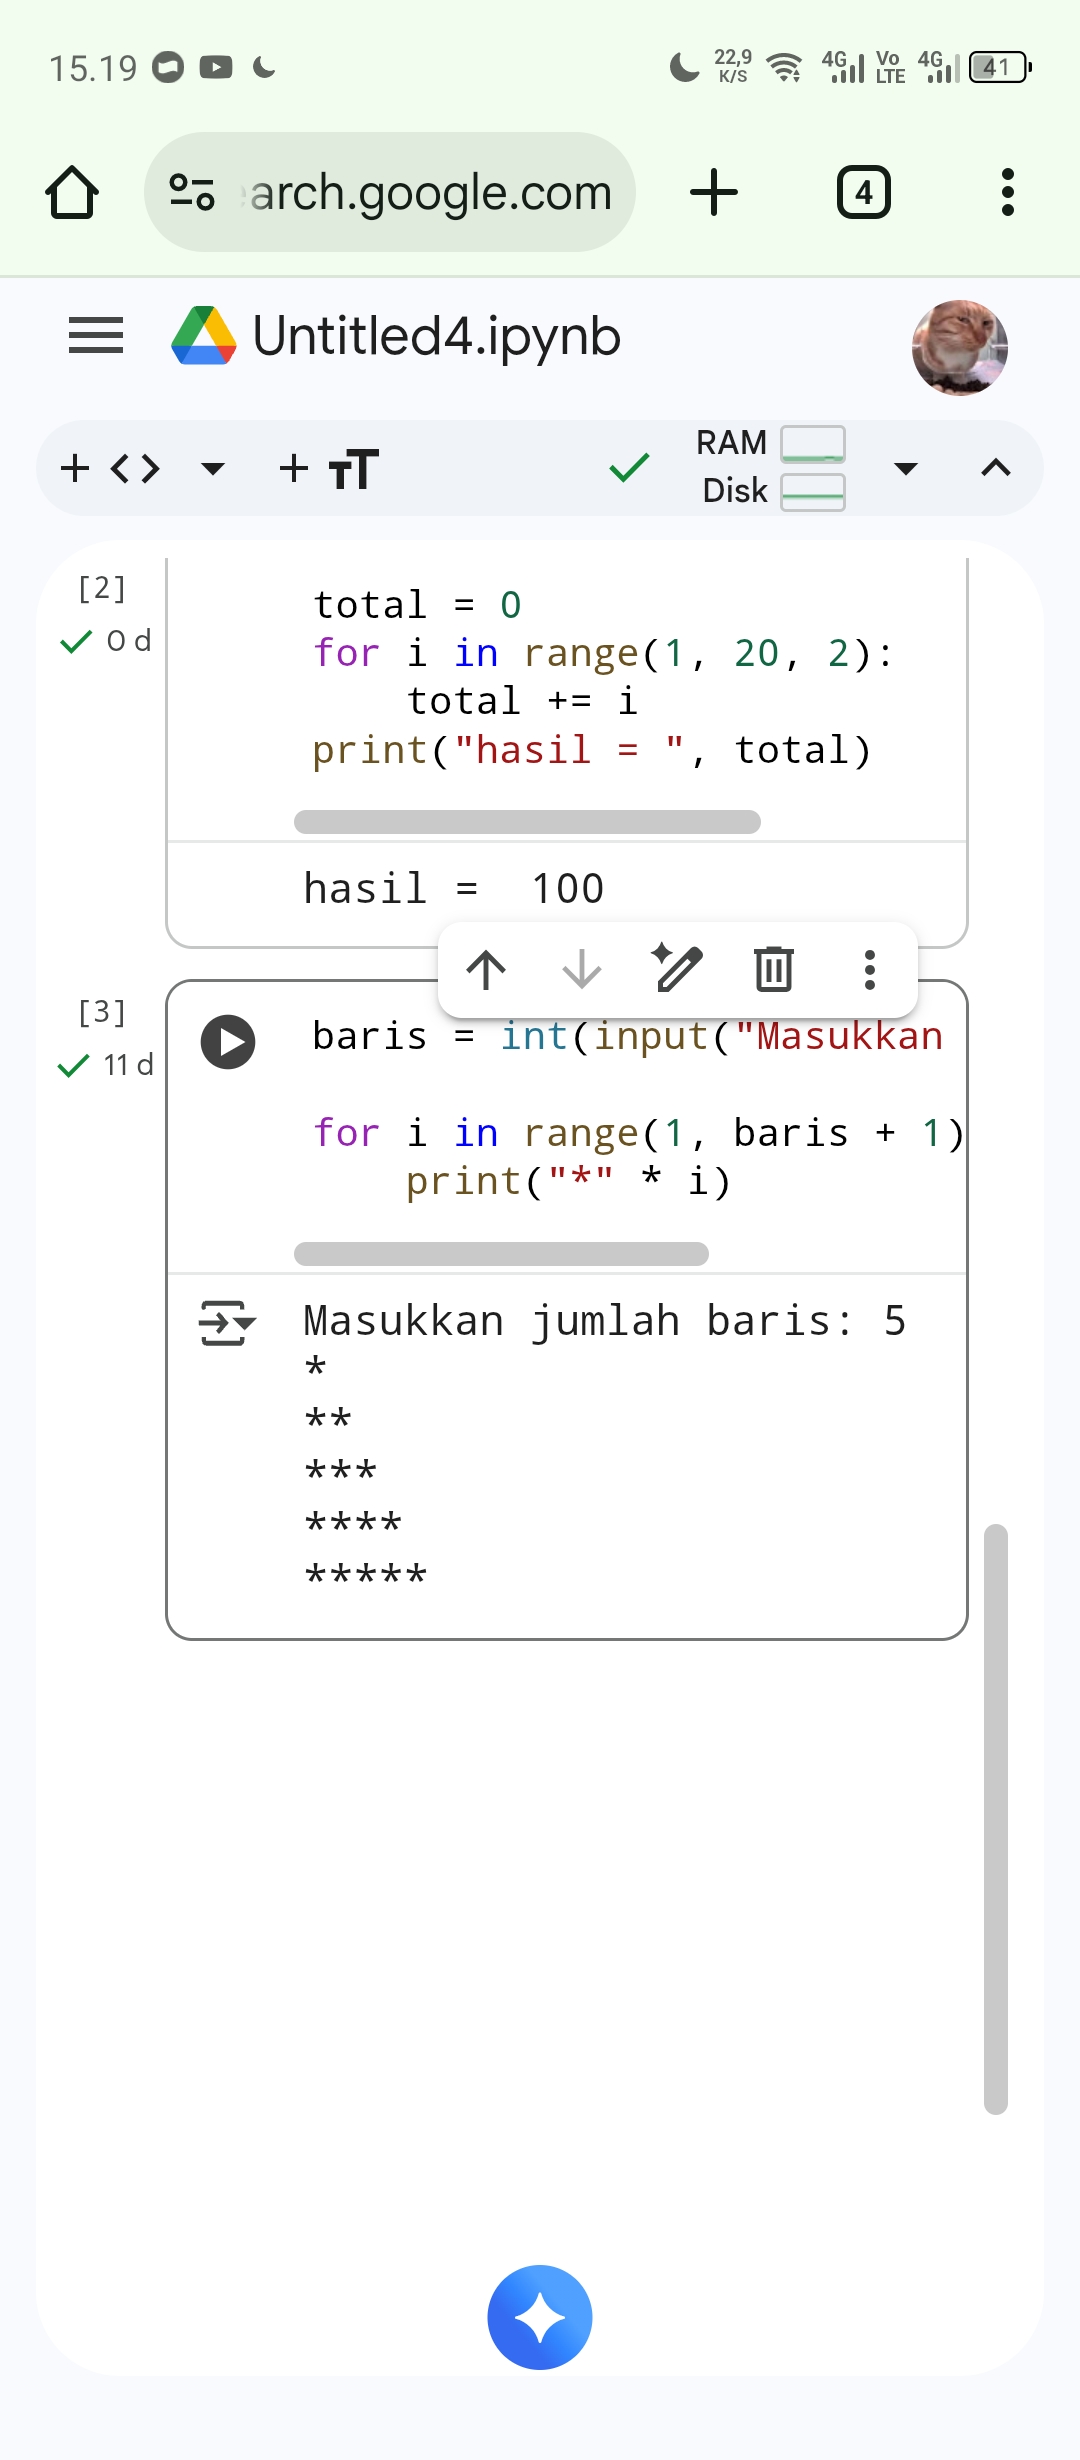 15.19 22,9 K/S 4G Vo LTE 4G 41
arch.google.com 4
Untitled4.ipynb
RAM
Disk
[2]
0 d
total = 0
for i in range(1, 20, 2):
    total += i
print("hasil = ", total)
hasil =  100
[3]
11 d
baris = int(input("Masukkan
for i in range(1, baris + 1)
    print("*" * i)
Masukkan jumlah baris: 5
*
**
***
****
*****